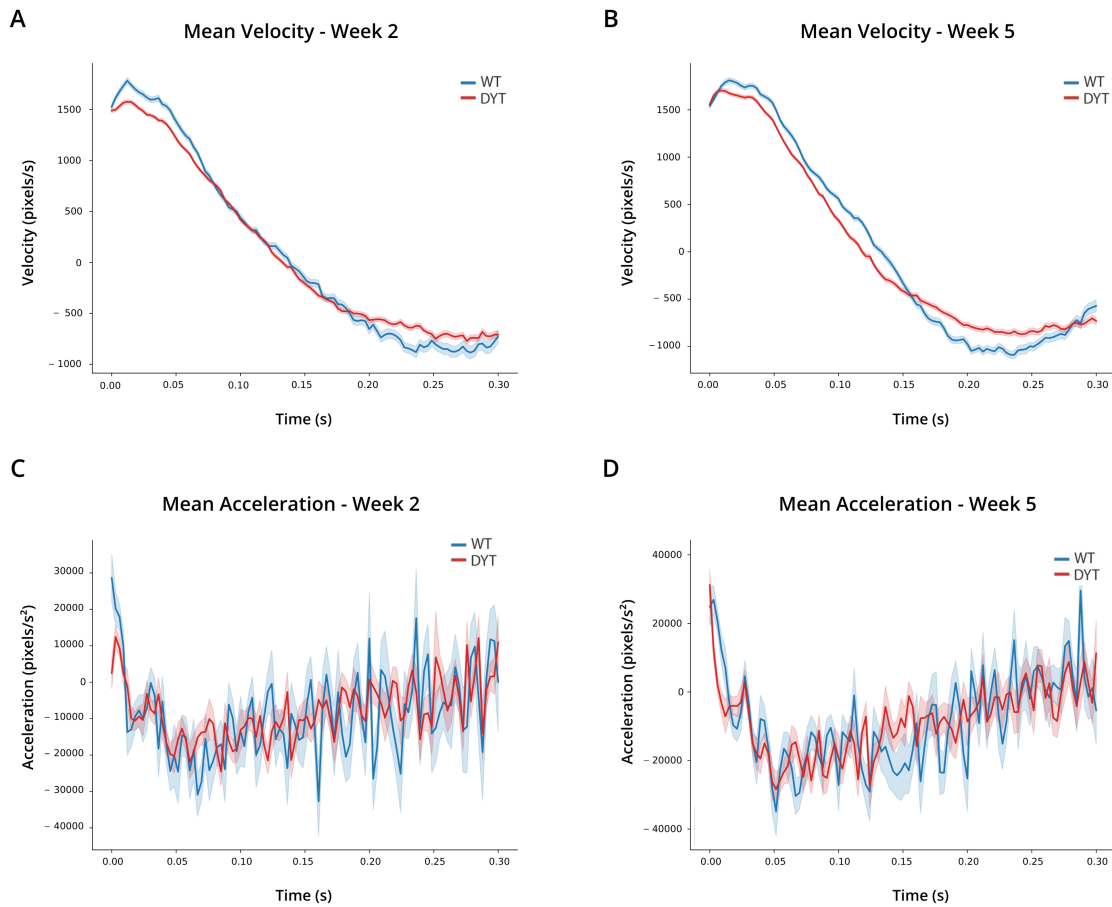 A
Mean Velocity - Week 2
WT
DYT
1500
1000
500
0
– 500
– 1000
Velocity (pixels/s)
0.00 0.05 0.10 0.15 0.20 0.25 0.30
Time (s)
B
Mean Velocity - Week 5
WT
DYT
1500
1000
500
0
– 500
– 1000
Velocity (pixels/s)
0.00 0.05 0.10 0.15 0.20 0.25 0.30
Time (s)
C
Mean Acceleration - Week 2
WT
DYT
30000
20000
10000
0
– 10000
– 20000
– 30000
– 40000
Acceleration (pixels/s²)
0.00 0.05 0.10 0.15 0.20 0.25 0.30
Time (s)
D
Mean Acceleration - Week 5
WT
DYT
40000
20000
0
– 20000
– 40000
Acceleration (pixels/s²)
0.00 0.05 0.10 0.15 0.20 0.25 0.30
Time (s)